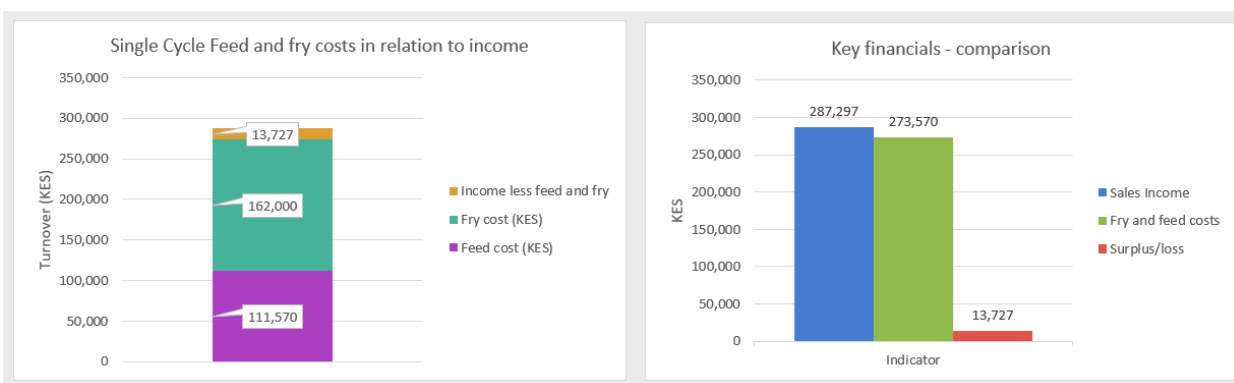 Single Cycle Feed and fry costs in relation to income
350,000
300,000
250,000
200,000
150,000
100,000
50,000
0
Turnover (KES)
13,727
162,000
111,570
Income less feed and fry
Fry cost (KES)
Feed cost (KES)
Key financials - comparison
350,000
300,000
250,000
200,000
150,000
100,000
50,000
0
KES
287,297
273,570
13,727
Indicator
Sales Income
Fry and feed costs
Surplus/loss